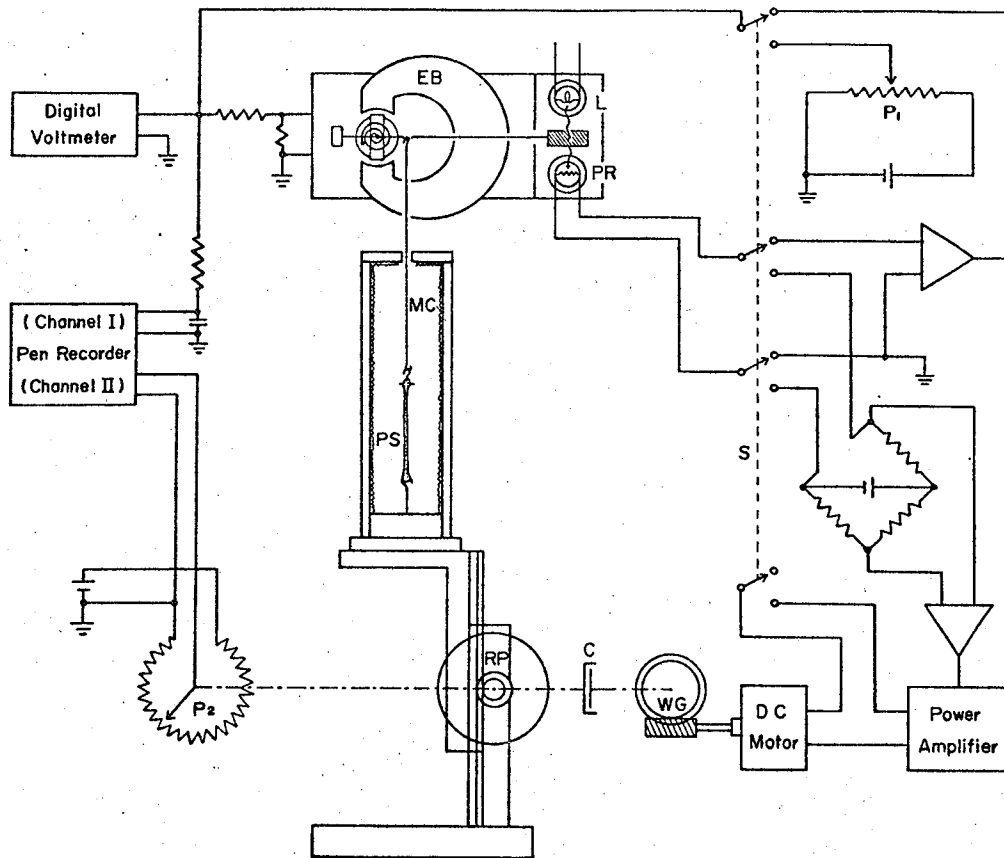 EB
L
Digital
Voltmeter
P1
PR
MC
(Channel I)
Pen Recorder
(Channel II)
PS
S
C
RP
WG
P2
DC
Motor
Power
Amplifier